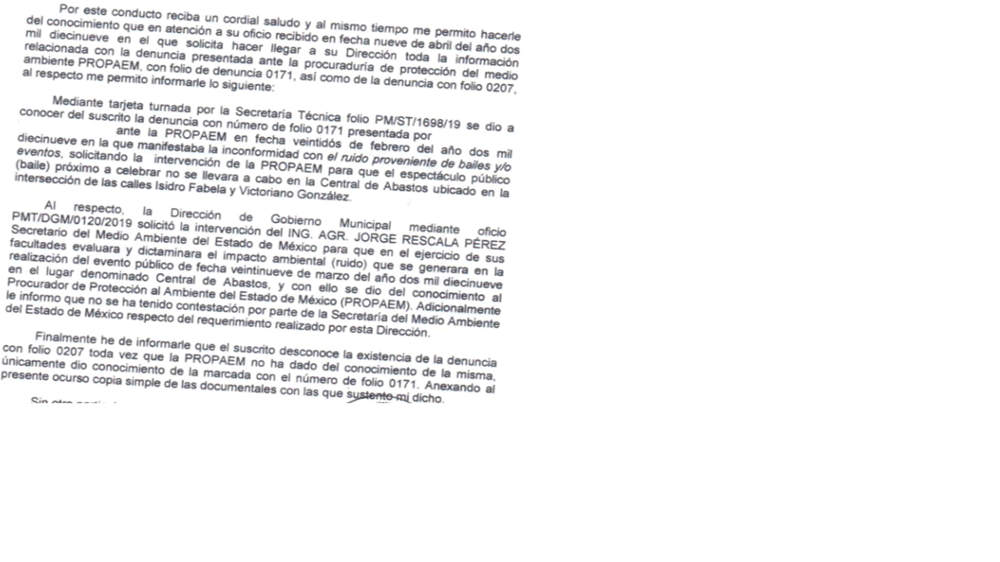 Por este conducto reciba un cordial saludo y al mismo tiempo me permito hacerle
del conocimiento que en atención a su oficio recibido en fecha nueve de abril del año dos
mil diecinueve en el que solicita hacer llegar a su Dirección toda la información
relacionada con la denuncia presentada ante la procuraduría de protección del medio
ambiente PROPAEM, con folio de denuncia 0171, así como de la denuncia con folio 0207,
al respecto me permito informarle lo siguiente:
Mediante tarjeta turnada por la Secretaría Técnica folio PM/ST/1698/19 se dio a
conocer del suscrito la denuncia con número de folio 0171 presentada por
ante la PROPAEM en fecha veintidós de febrero del año dos mil
diecinueve en la que manifestaba la inconformidad con el ruido proveniente de bailes y/o
eventos, solicitando la intervención de la PROPAEM para que el espectáculo público
(baile) próximo a celebrar no se llevara a cabo en la Central de Abastos ubicado en la
intersección de las calles Isidro Fabela y Victoriano González.
Al respecto, la Dirección de Gobierno Municipal mediante oficio
PMT/DGM/0120/2019 solicitó la intervención del ING. AGR. JORGE RESCALA PÉREZ
Secretario del Medio Ambiente del Estado de México para que en el ejercicio de sus
facultades evaluara y dictaminara el impacto ambiental (ruido) que se generara en la
realización del evento público de fecha veintinueve de marzo del año dos mil diecinueve
en el lugar denominado Central de Abastos, y con ello se dio del conocimiento al
Procurador de Protección al Ambiente del Estado de México (PROPAEM). Adicionalmente
le informo que no se ha tenido contestación por parte de la Secretaría del Medio Ambiente
del Estado de México respecto del requerimiento realizado por esta Dirección.
Finalmente he de informarle que el suscrito desconoce la existencia de la denuncia
con folio 0207 toda vez que la PROPAEM no ha dado del conocimiento de la misma,
únicamente dio conocimiento de la marcada con el número de folio 0171. Anexando al
presente ocurso copia simple de las documentales con las que sustento mi dicho.
Sin otro